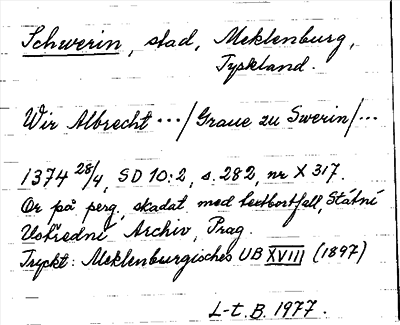 Schwerin, stad, Meklenburg,
Tyskland.
Wir Albrecht .../Graue zu Swerin/...
1374 28/4, SD 10:2, s. 282, nr X 317.
Or på perg, skadat med textbortfall, Státní
Ustřední Archiv, Prag.
Tryckt: Meklenburgisches UB XVIII (1897)
L-t. B. 1977.